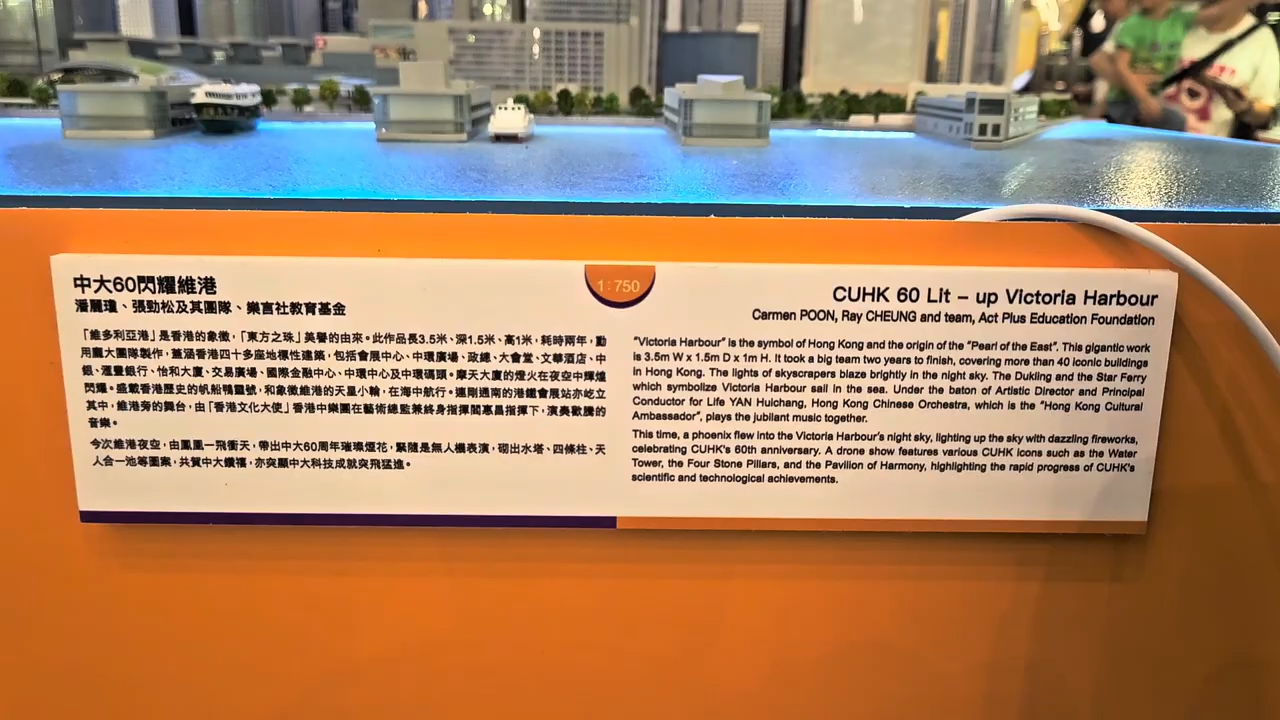 中大60閃耀維港
潘麗瓊、張勁松及其團隊、樂言社教育基金
「維多利亞港」是香港的象徵,「東方之珠」美譽的由來。此作品長3.5米、深1.5米、高1米,耗時兩年,動
用龐大團隊製作,蓋涵香港四十多座地標性建築,包括會展中心、中環廣場、政總、大會堂、文華酒店、中
銀、滙豐銀行、怡和大廈、交易廣場、國際金融中心、中環中心及中環碼頭。摩天大廈的燈火在夜空中輝煌
閃耀。盛載香港歷史的帆船鴨靈號,和象徵維港的天星小輪,在海中航行。連剛通南的港鐵會展站亦屹立
其中,維港旁的舞台,由「香港文化大使」香港中樂團在藝術總監兼終身指揮閻惠昌指揮下,演奏歡騰的
音樂。
今次維港夜空,由鳳凰一飛衝天,帶出中大60周年璀璨煙花,緊隨是無人機表演,砌出水塔、四條柱、天
人合一池等圖案,共賀中大鑽禧,亦突顯中大科技成就突飛猛進。
1:750
CUHK 60 Lit – up Victoria Harbour
Carmen POON, Ray CHEUNG and team, Act Plus Education Foundation
"Victoria Harbour" is the symbol of Hong Kong and the origin of the "Pearl of the East". This gigantic work
is 3.5m W x 1.5m D x 1m H. It took a big team two years to finish, covering more than 40 iconic buildings
in Hong Kong. The lights of skyscrapers blaze brightly in the night sky. The Dukling and the Star Ferry
which symbolize Victoria Harbour sail in the sea. Under the baton of Artistic Director and Principal
Conductor for Life YAN Huichang, Hong Kong Chinese Orchestra, which is the "Hong Kong Cultural
Ambassador", plays the jubilant music together.
This time, a phoenix flew into the Victoria Harbour's night sky, lighting up the sky with dazzling fireworks,
celebrating CUHK's 60th anniversary. A drone show features various CUHK icons such as the Water
Tower, the Four Stone Pillars, and the Pavilion of Harmony, highlighting the rapid progress of CUHK's
scientific and technological achievements.